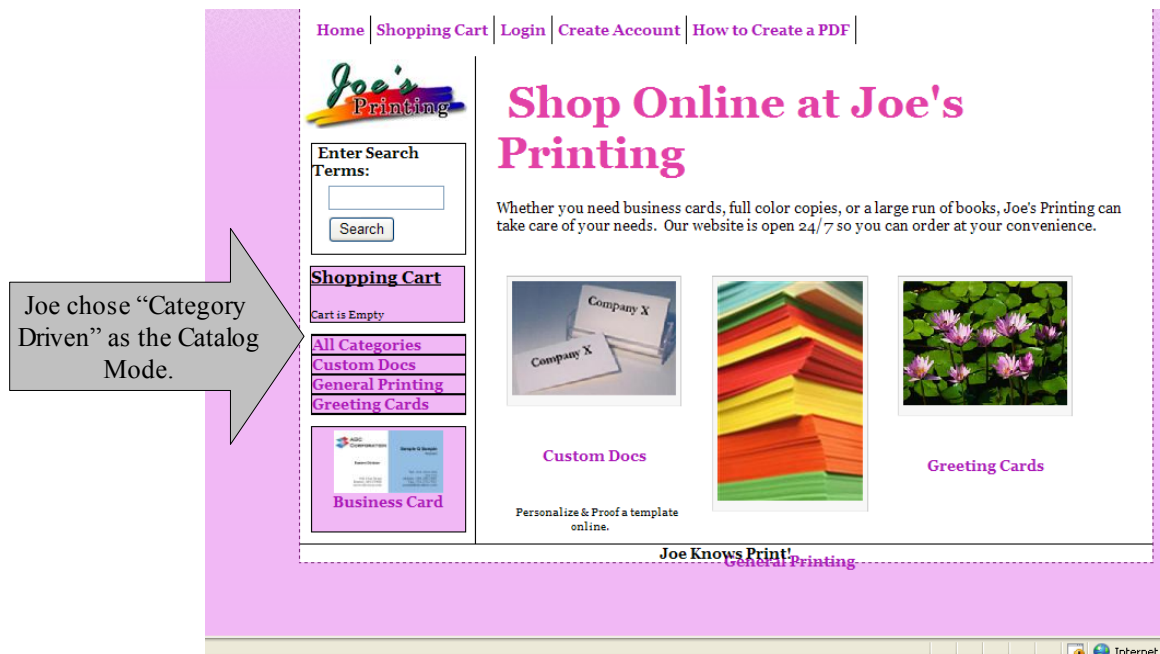 Home Shopping Cart Login Create Account How to Create a PDF
Joe's
Printing
Enter Search
Terms:
Search
Shopping Cart
Cart is Empty
All Categories
Custom Docs
General Printing
Greeting Cards
Business Card
Joe chose “Category
Driven” as the Catalog
Mode.
Shop Online at Joe's
Printing
Whether you need business cards, full color copies, or a large run of books, Joe's Printing can
take care of your needs. Our website is open 24/7 so you can order at your convenience.
Company X
Company X
Custom Docs
Personalize & Proof a template
online.
General Printing
Greeting Cards
Joe Knows Print!
Internet